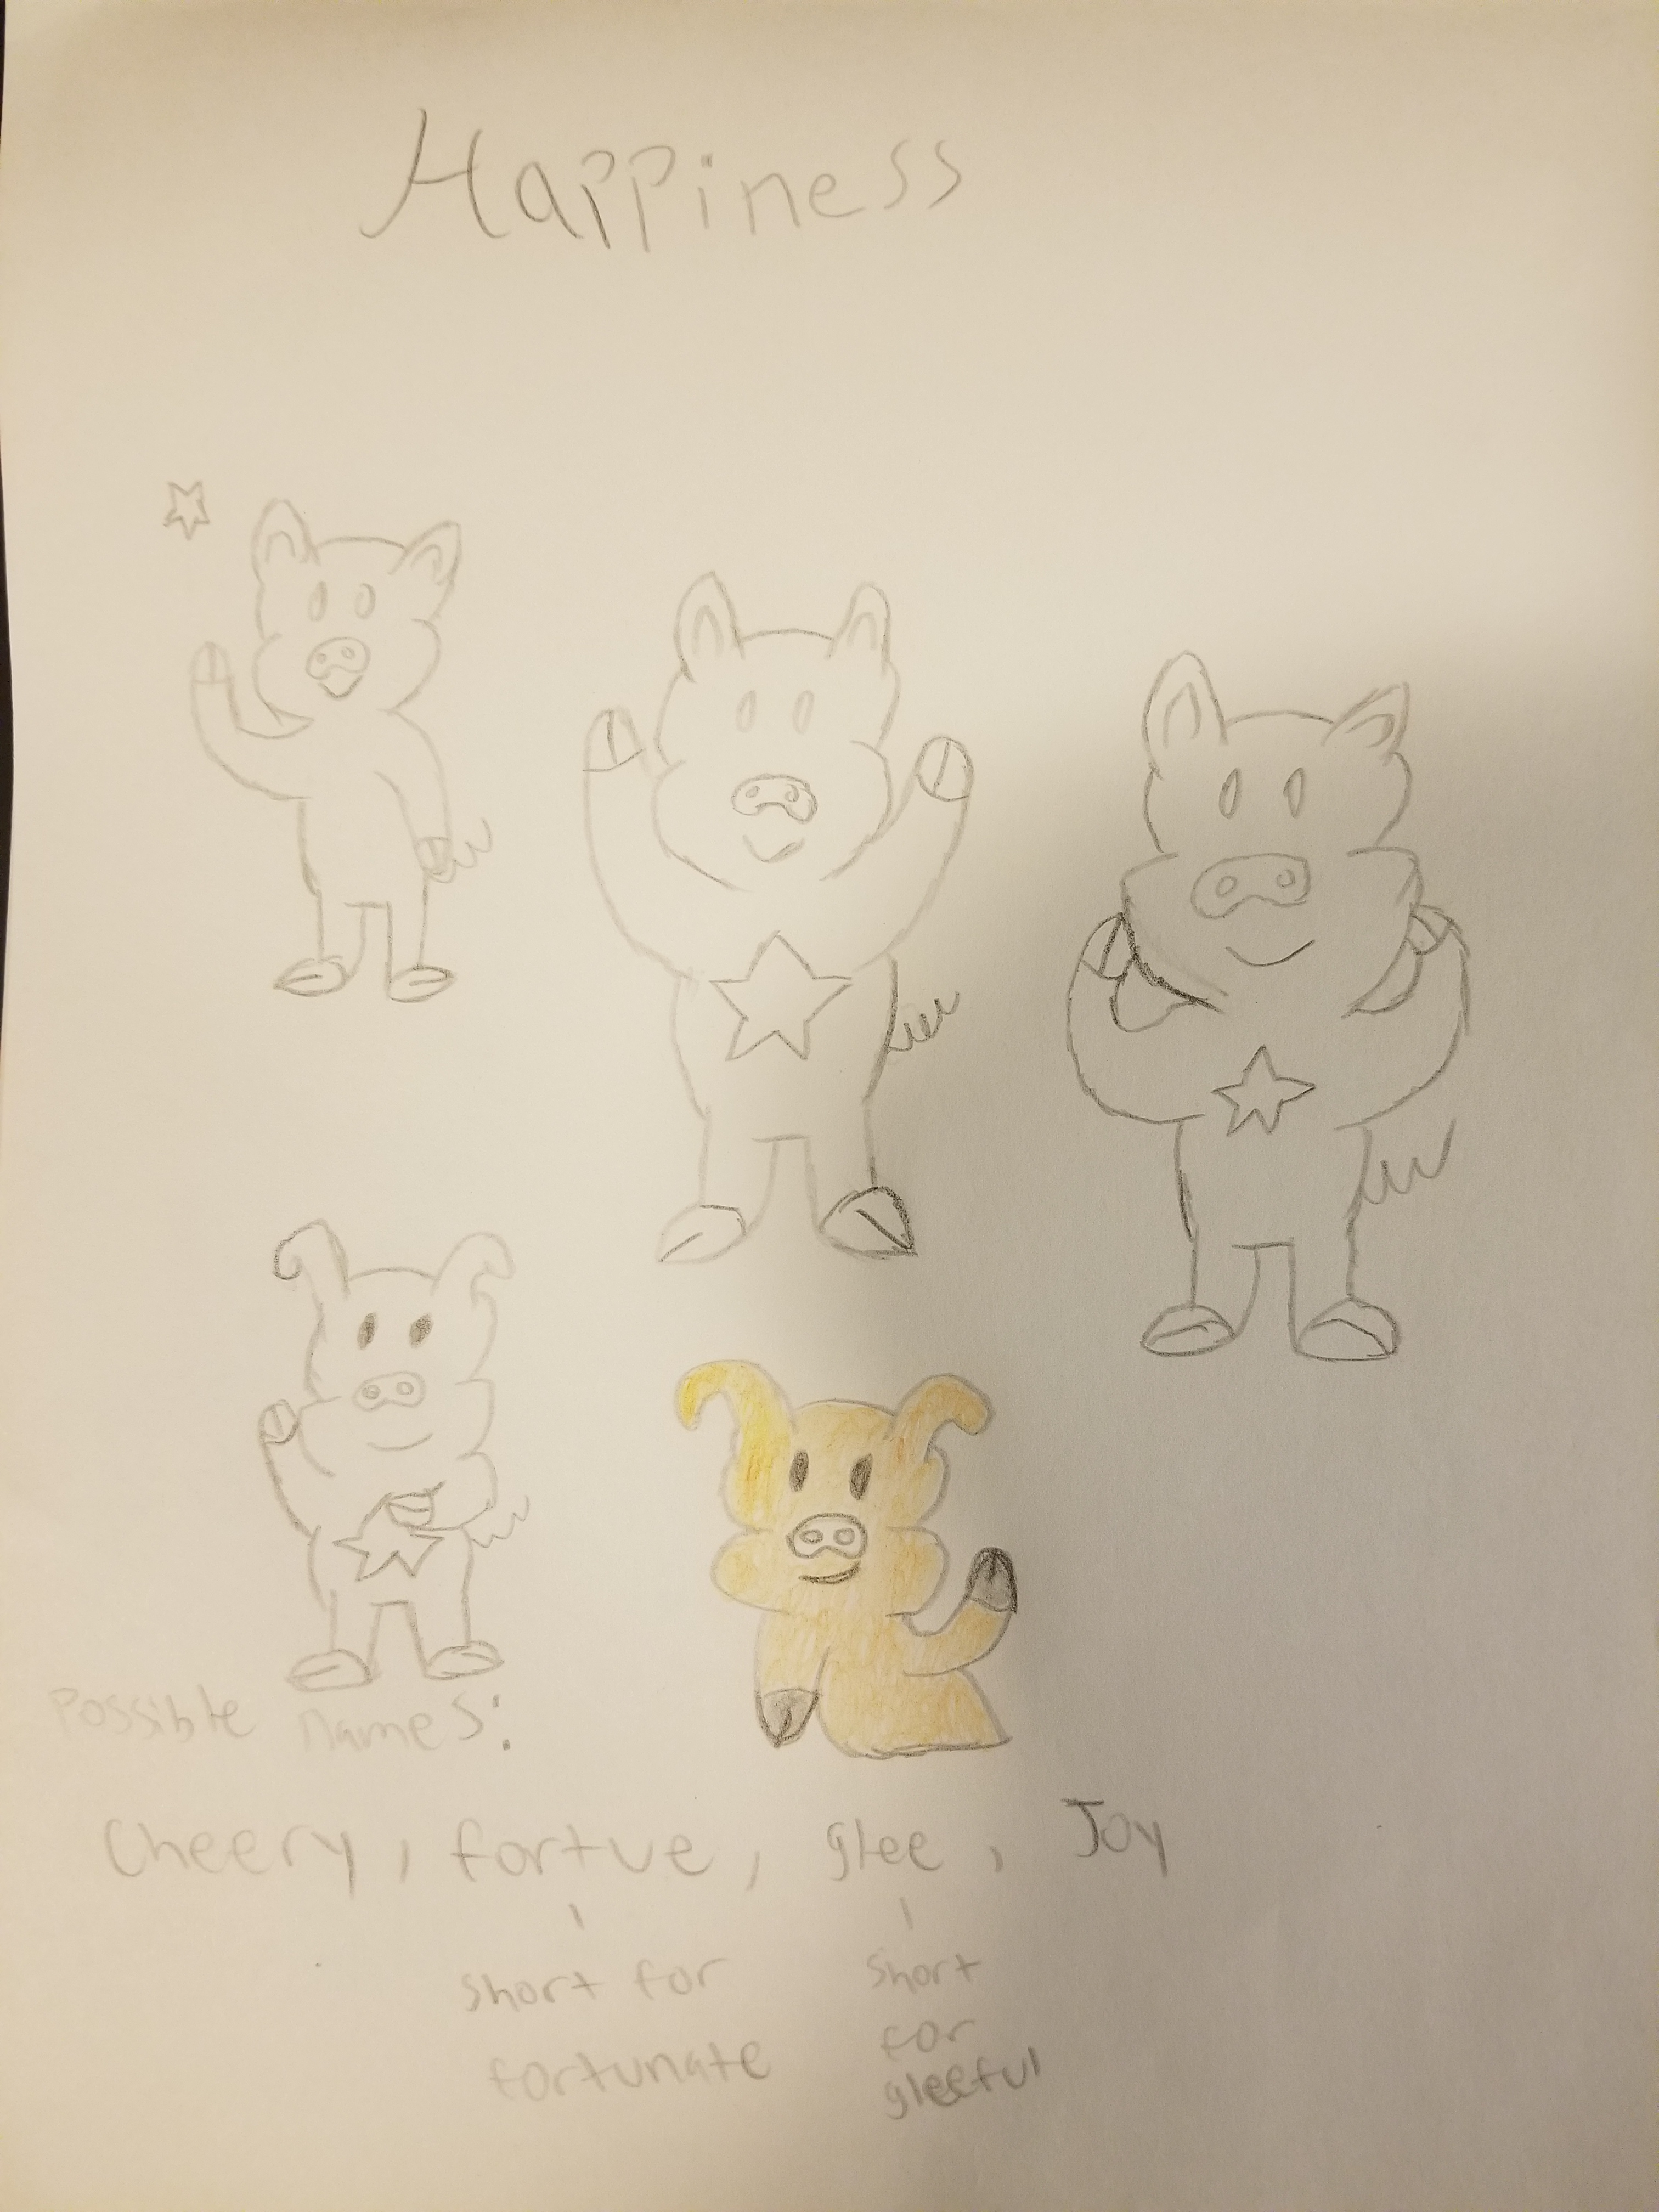 Happiness
Possible names:
Cheery, fortue, glee, Joy
short for
fortunate
short
for
gleeful